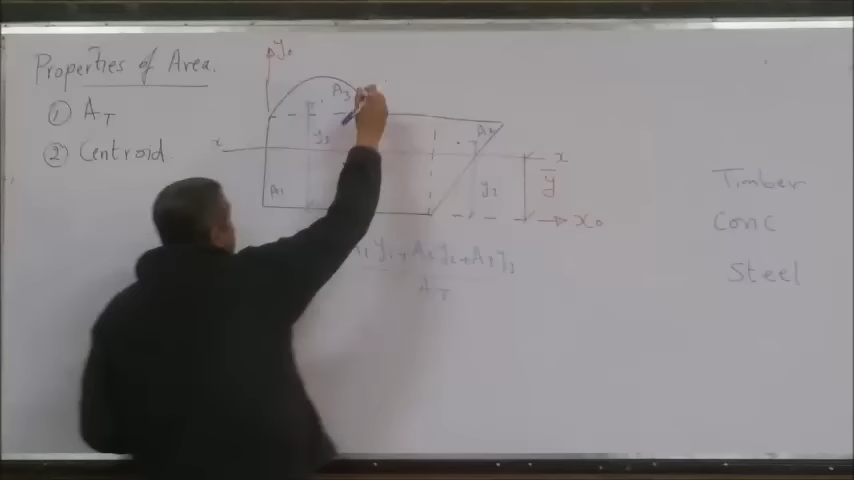 Properties of Area.
① A_T
② Centroid
y₀
A₃
x
y₃
A₂
x
ȳ
A₁
y₂
x₀
A₁y₁+A₂y₂+A₃y₃
A_T
Timber
Conc
Steel